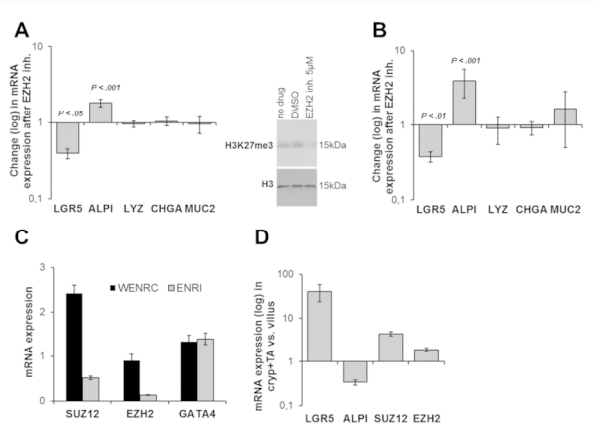 A
Change (log) in mRNA
expression after EZH2 inh.
10
1
0,1
P < .05
P < .001
LGR5 ALPI LYZ CHGA MUC2
no drug
DMSO
EZH2 inh. 5µM
H3K27me3
15kDa
H3
15kDa
B
Change (log) in mRNA
expression after EZH2 inh.
10
1
0,1
P < .01
P < .001
LGR5 ALPI LYZ CHGA MUC2
C
mRNA expression
3
2
1
0
WENRC ENRI
SUZ12 EZH2 GATA4
D
mRNA expression (log) in
cryp+TA vs. villus
100
10
1
0,1
LGR5 ALPI SUZ12 EZH2